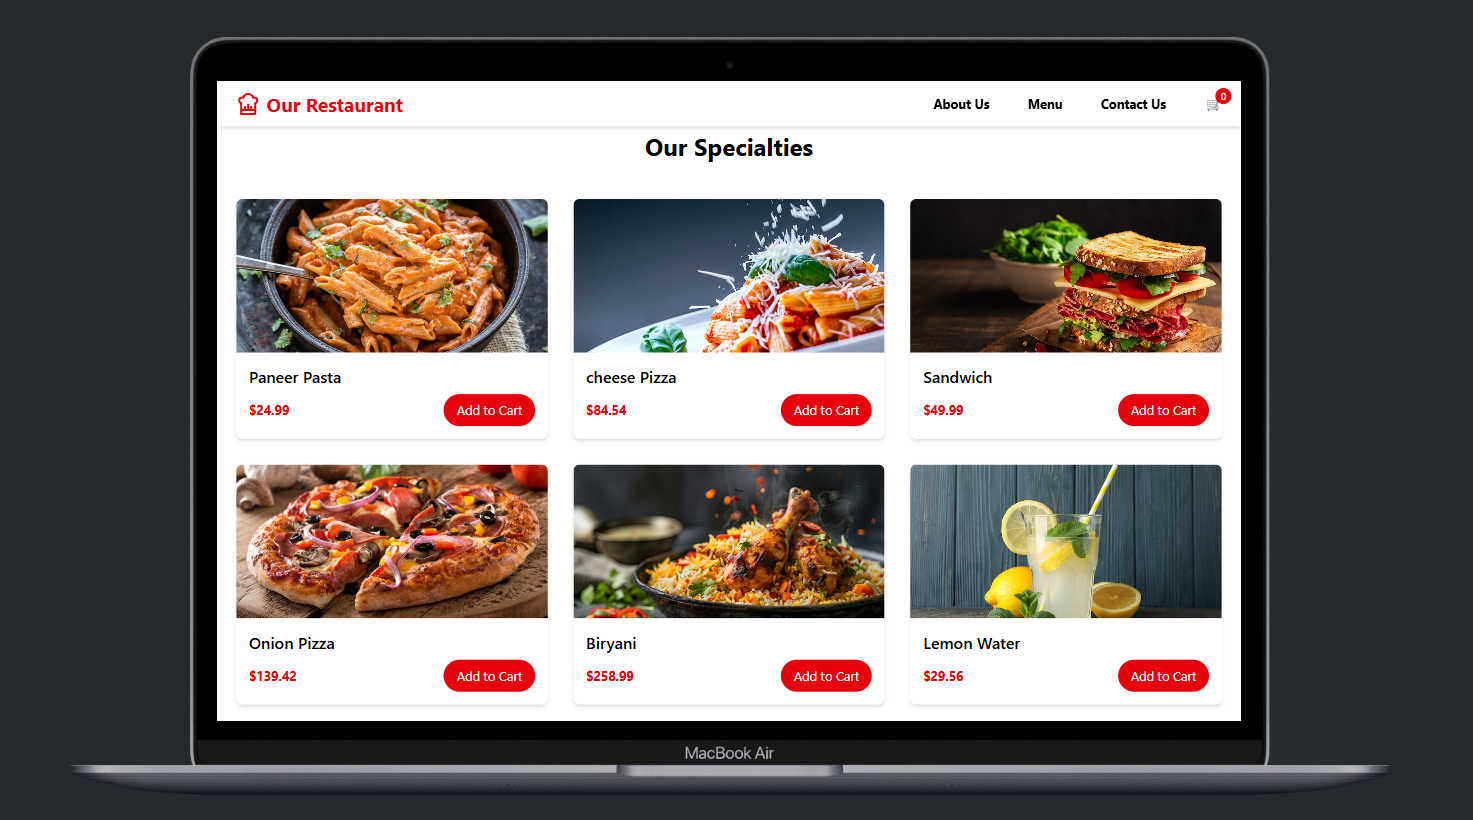 Our Restaurant
About Us
Menu
Contact Us
0
Our Specialties
Paneer Pasta
$24.99
Add to Cart
cheese Pizza
$84.54
Add to Cart
Sandwich
$49.99
Add to Cart
Onion Pizza
$139.42
Add to Cart
Biryani
$258.99
Add to Cart
Lemon Water
$29.56
Add to Cart
MacBook Air